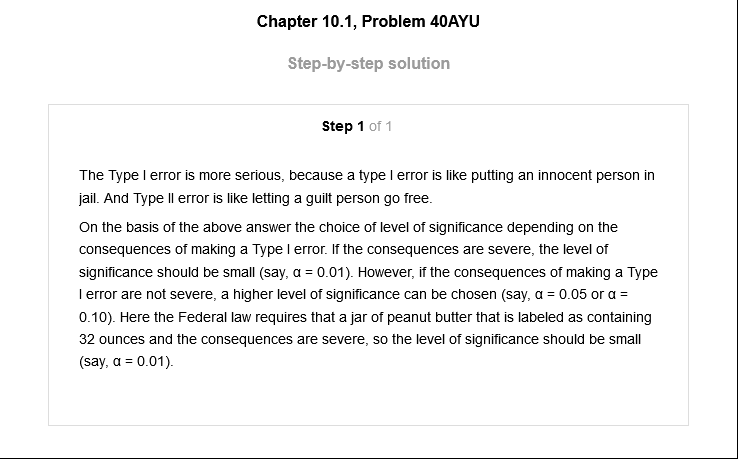 Chapter 10.1, Problem 40AYU
Step-by-step solution
Step 1 of 1
The Type I error is more serious, because a type I error is like putting an innocent person in
jail. And Type II error is like letting a guilt person go free.
On the basis of the above answer the choice of level of significance depending on the
consequences of making a Type I error. If the consequences are severe, the level of
significance should be small (say, α = 0.01). However, if the consequences of making a Type
I error are not severe, a higher level of significance can be chosen (say, α = 0.05 or α =
0.10). Here the Federal law requires that a jar of peanut butter that is labeled as containing
32 ounces and the consequences are severe, so the level of significance should be small
(say, α = 0.01).